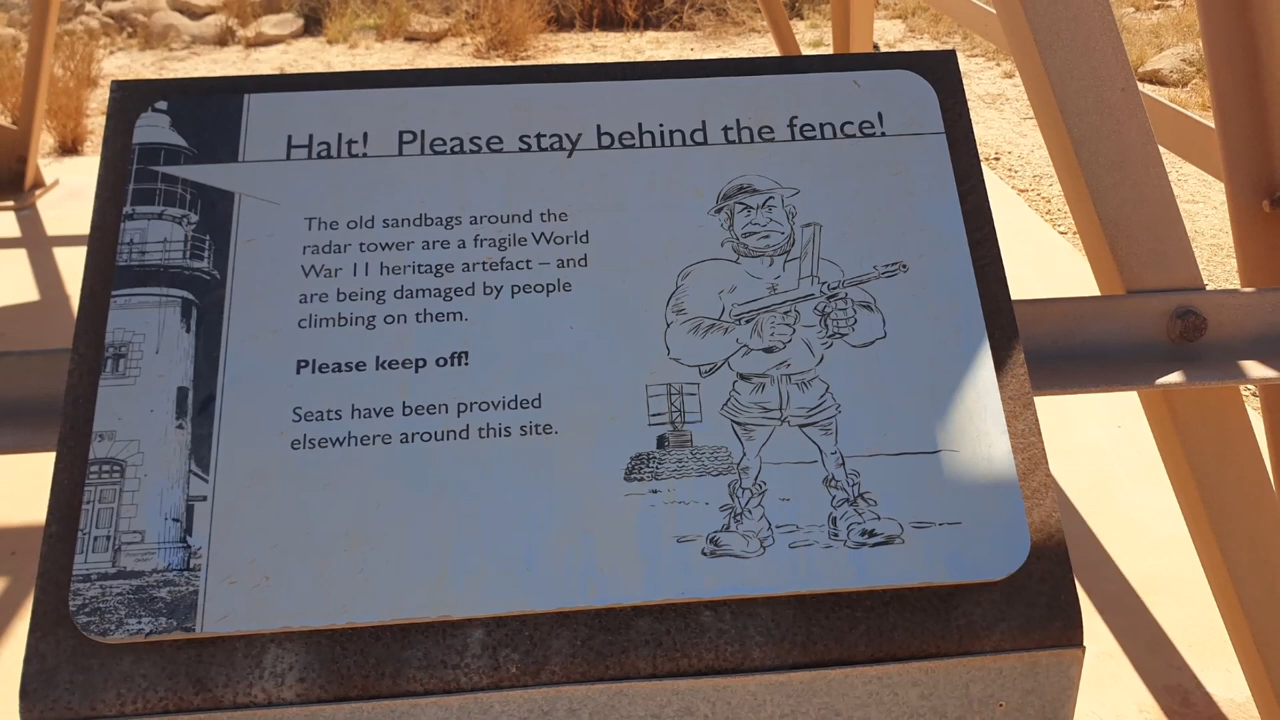 Halt! Please stay behind the fence!
The old sandbags around the
radar tower are a fragile World
War 11 heritage artefact – and
are being damaged by people
climbing on them.
Please keep off!
Seats have been provided
elsewhere around this site.